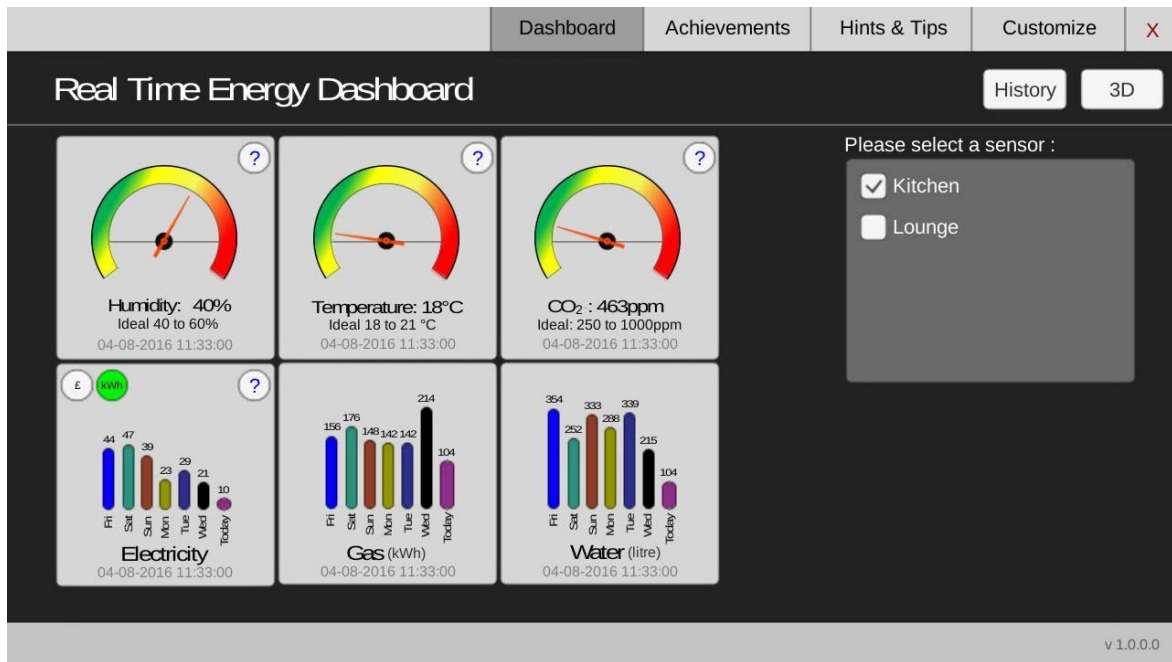 Dashboard
Achievements
Hints & Tips
Customize
X
Real Time Energy Dashboard
History
3D
?
Humidity: 40%
Ideal 40 to 60%
04-08-2016 11:33:00
?
Temperature: 18°C
Ideal 18 to 21 °C
04-08-2016 11:33:00
?
CO₂ : 463ppm
Ideal: 250 to 1000ppm
04-08-2016 11:33:00
Please select a sensor :
Kitchen
Lounge
£
kWh
?
44 47 39 23 29 21 10
Fri Sat Sun Mon Tue Wed Today
Electricity
04-08-2016 11:33:00
156 176 148 142 142 214 104
Fri Sat Sun Mon Tue Wed Today
Gas (kWh)
04-08-2016 11:33:00
354 252 333 288 339 215 104
Fri Sat Sun Mon Tue Wed Today
Water (litre)
04-08-2016 11:33:00
v 1.0.0.0